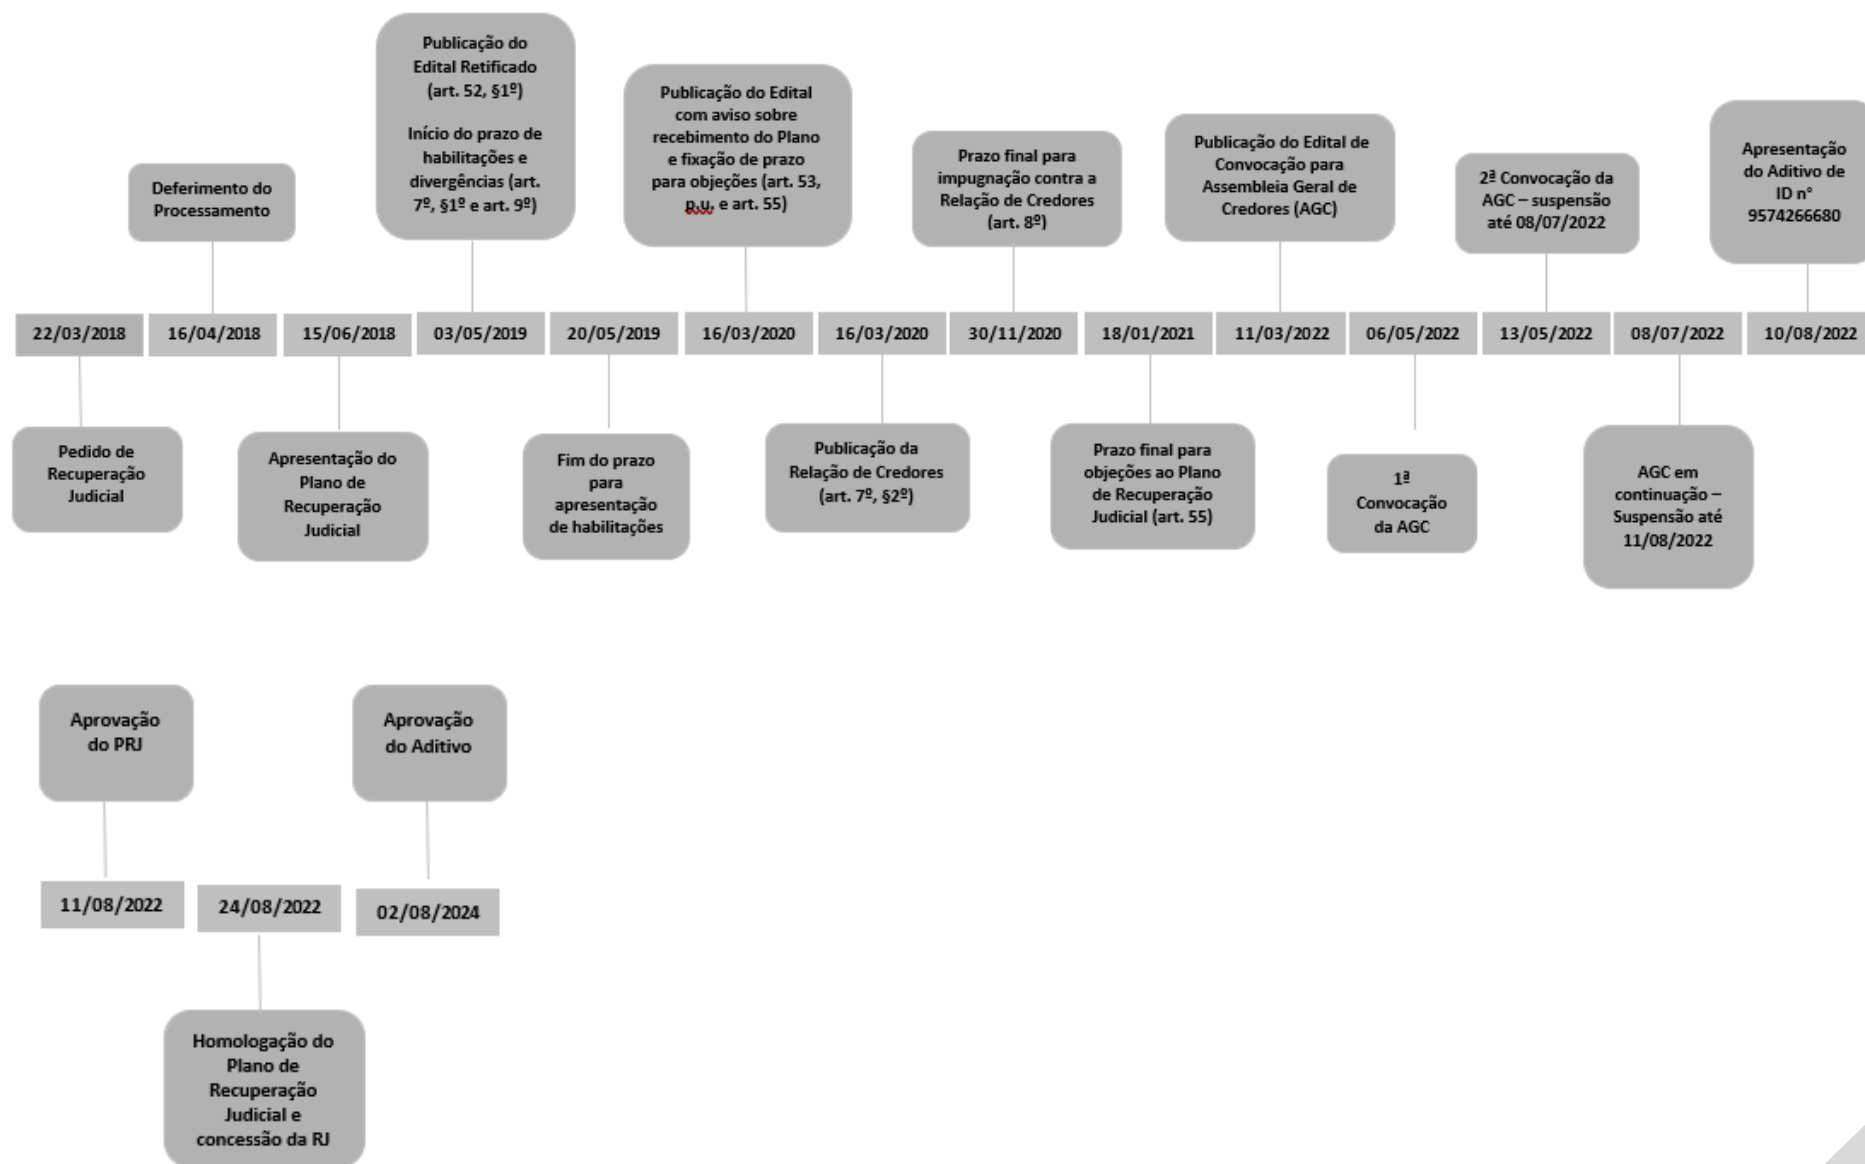 Publicação do
Edital Retificado
(art. 52, §1º)
Início do prazo de
habilitações e
divergências (art.
7º, §1º e art. 9º)
Publicação do Edital
com aviso sobre
recebimento do Plano
e fixação de prazo
para objeções (art. 53,
p.u. e art. 55)
Deferimento do
Processamento
Prazo final para
impugnação contra a
Relação de Credores
(art. 8º)
Publicação do Edital de
Convocação para
Assembleia Geral de
Credores (AGC)
2ª Convocação da
AGC – suspensão
até 08/07/2022
Apresentação
do Aditivo de
ID n°
9574266680
22/03/2018
16/04/2018
15/06/2018
03/05/2019
20/05/2019
16/03/2020
16/03/2020
30/11/2020
18/01/2021
11/03/2022
06/05/2022
13/05/2022
08/07/2022
10/08/2022
Pedido de
Recuperação
Judicial
Apresentação do
Plano de
Recuperação
Judicial
Fim do prazo
para
apresentação
de habilitações
Publicação da
Relação de Credores
(art. 7º, §2º)
Prazo final para
objeções ao Plano
de Recuperação
Judicial (art. 55)
1ª
Convocação
da AGC
AGC em
continuação –
Suspensão até
11/08/2022
Aprovação
do PRJ
Aprovação
do Aditivo
11/08/2022
24/08/2022
02/08/2024
Homologação do
Plano de
Recuperação
Judicial e
concessão da RJ